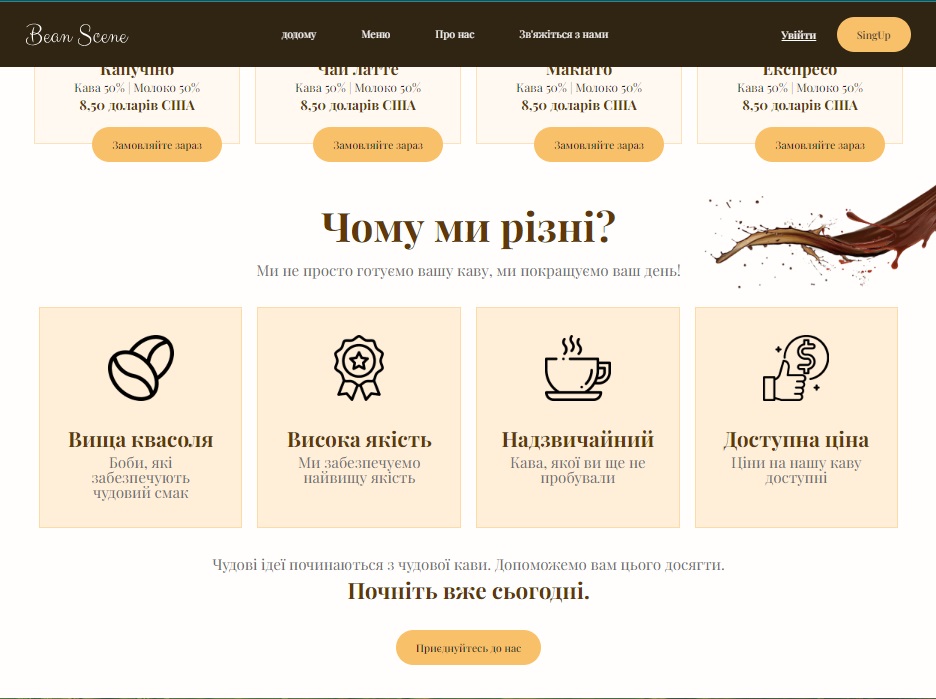 Bean Scene
додому Меню Про нас Зв'яжіться з нами
Увійти SingUp
Капучіно Чай Латте Макіато Експресо
Кава 50% | Молоко 50% Кава 50% | Молоко 50% Кава 50% | Молоко 50% Кава 50% | Молоко 50%
8.50 доларів США 8.50 доларів США 8.50 доларів США 8.50 доларів США
Замовляйте зараз Замовляйте зараз Замовляйте зараз Замовляйте зараз
Чому ми різні?
Ми не просто готуємо вашу каву, ми покращуємо ваш день!
Вища квасоля
Боби, які
забезпечують
чудовий смак
Висока якість
Ми забезпечуємо
найвищу якість
Надзвичайний
Кава, якої ви ще не
пробували
Доступна ціна
Ціни на нашу каву
доступні
Чудові ідеї починаються з чудової кави. Допоможемо вам цього досягти.
Почніть вже сьогодні.
Приєднуйтесь до нас